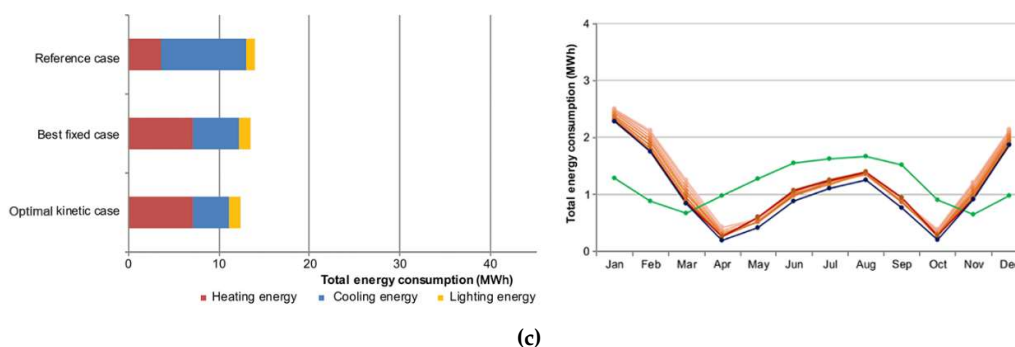 Reference case
Best fixed case
Optimal kinetic case
0 10 20 30 40
Total energy consumption (MWh)
Heating energy Cooling energy Lighting energy
Total energy consumption (MWh)
4
3
2
1
0
Jan Feb Mar Apr May Jun Jul Aug Sep Oct Nov De
(c)